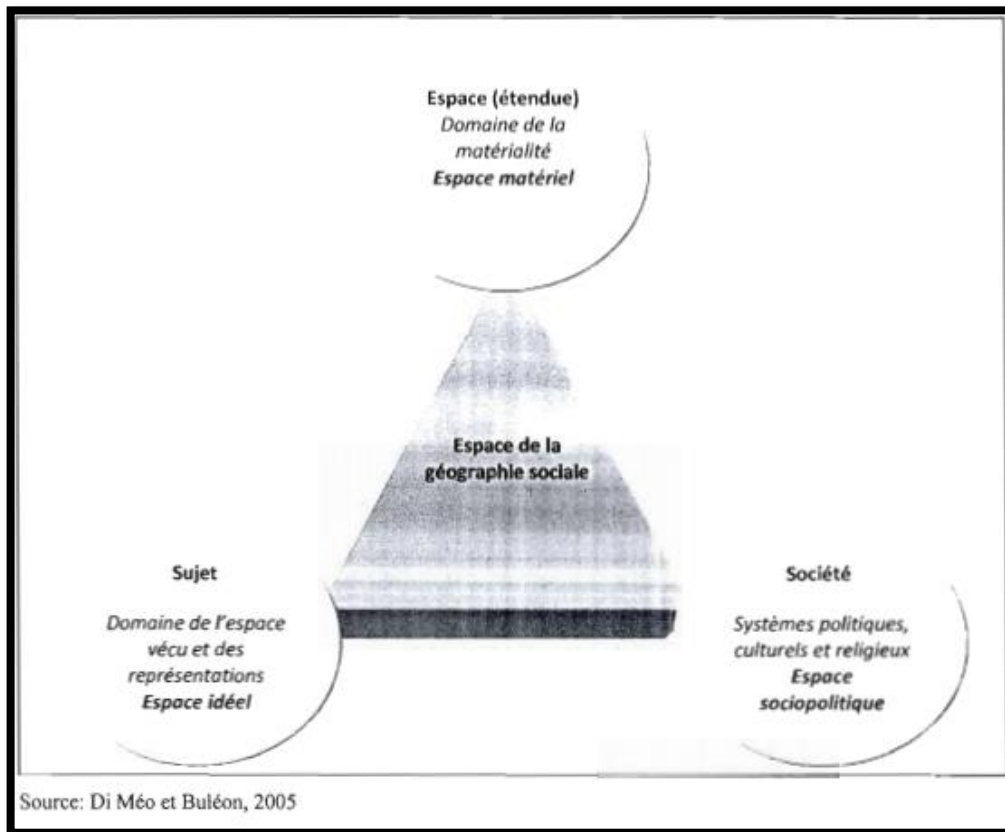 Espace (étendue)
Domaine de la
matérialité
Espace matériel
Espace de la
géographie sociale
Sujet
Domaine de l'espace
vécu et des
représentations
Espace idéel
Société
Systèmes politiques,
culturels et religieux
Espace
sociopolitique
Source: Di Méo et Buléon, 2005